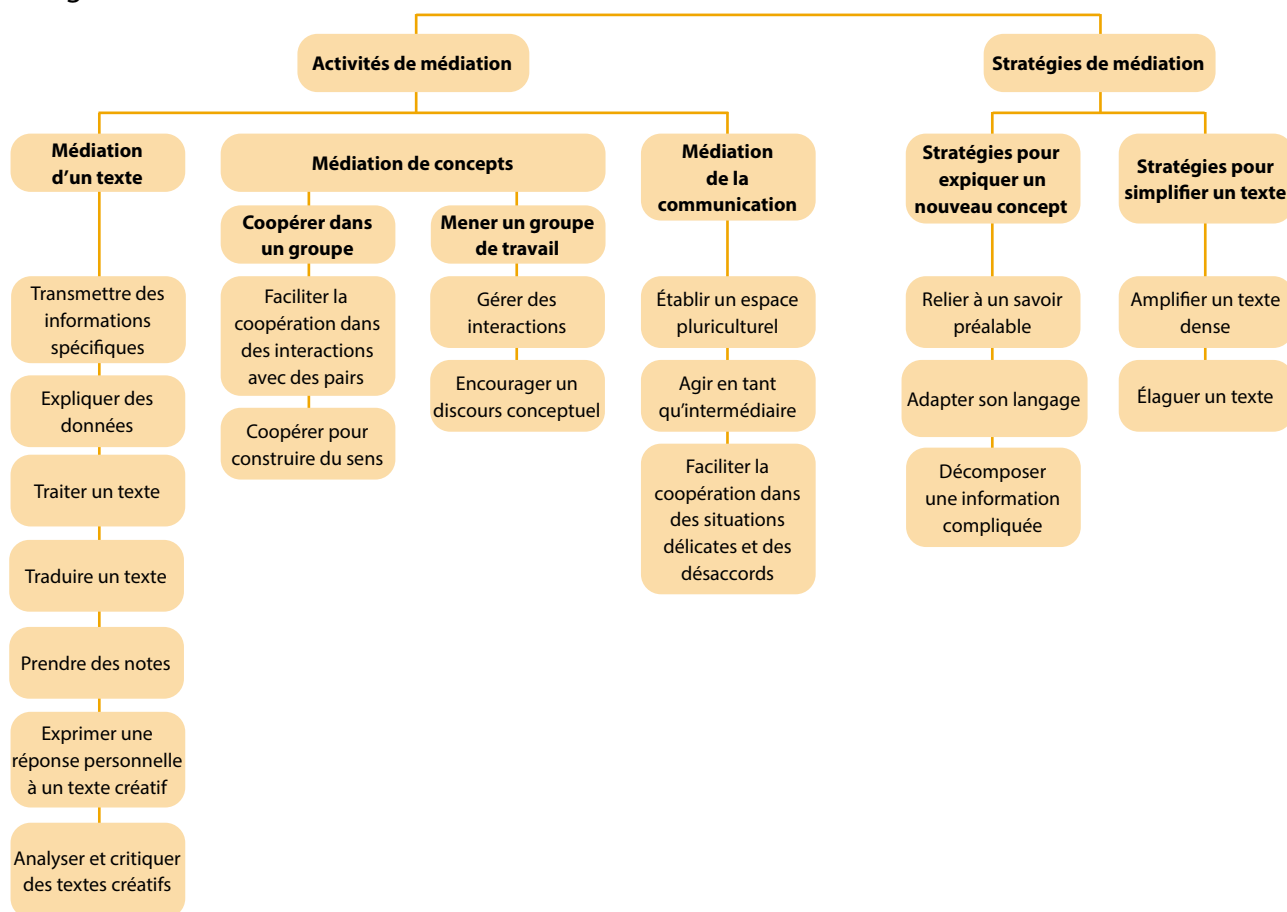 Activités de médiation
Stratégies de médiation
Médiation
d'un texte
Médiation de concepts
Médiation
de la
communication
Stratégies pour
expiquer un
nouveau concept
Stratégies pour
simplifier un texte
Coopérer dans
un groupe
Mener un groupe
de travail
Transmettre des
informations
spécifiques
Expliquer des
données
Traiter un texte
Traduire un texte
Prendre des notes
Exprimer une
réponse personnelle
à un texte créatif
Analyser et critiquer
des textes créatifs
Faciliter la
coopération dans
des interactions
avec des pairs
Coopérer pour
construire du sens
Gérer des
interactions
Encourager un
discours conceptuel
Établir un espace
pluriculturel
Agir en tant
qu'intermédiaire
Faciliter la
coopération dans
des situations
délicates et des
désaccords
Relier à un savoir
préalable
Adapter son langage
Décomposer
une information
compliquée
Amplifier un texte
dense
Élaguer un texte